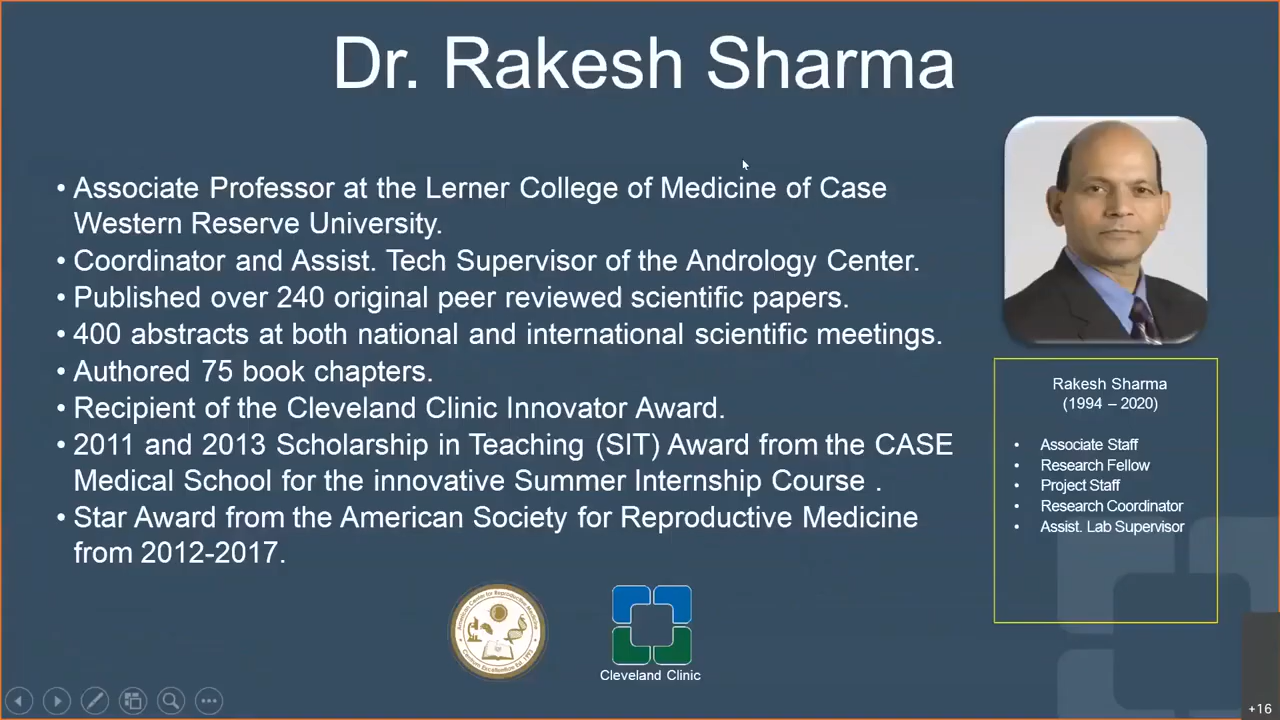 Dr. Rakesh Sharma
• Associate Professor at the Lerner College of Medicine of Case
Western Reserve University.
• Coordinator and Assist. Tech Supervisor of the Andrology Center.
• Published over 240 original peer reviewed scientific papers.
• 400 abstracts at both national and international scientific meetings.
• Authored 75 book chapters.
• Recipient of the Cleveland Clinic Innovator Award.
• 2011 and 2013 Scholarship in Teaching (SIT) Award from the CASE
Medical School for the innovative Summer Internship Course .
• Star Award from the American Society for Reproductive Medicine
from 2012-2017.
Rakesh Sharma
(1994 – 2020)
• Associate Staff
• Research Fellow
• Project Staff
• Research Coordinator
• Assist. Lab Supervisor
American Center for Reproductive Medicine
Cleveland Clinic
+16